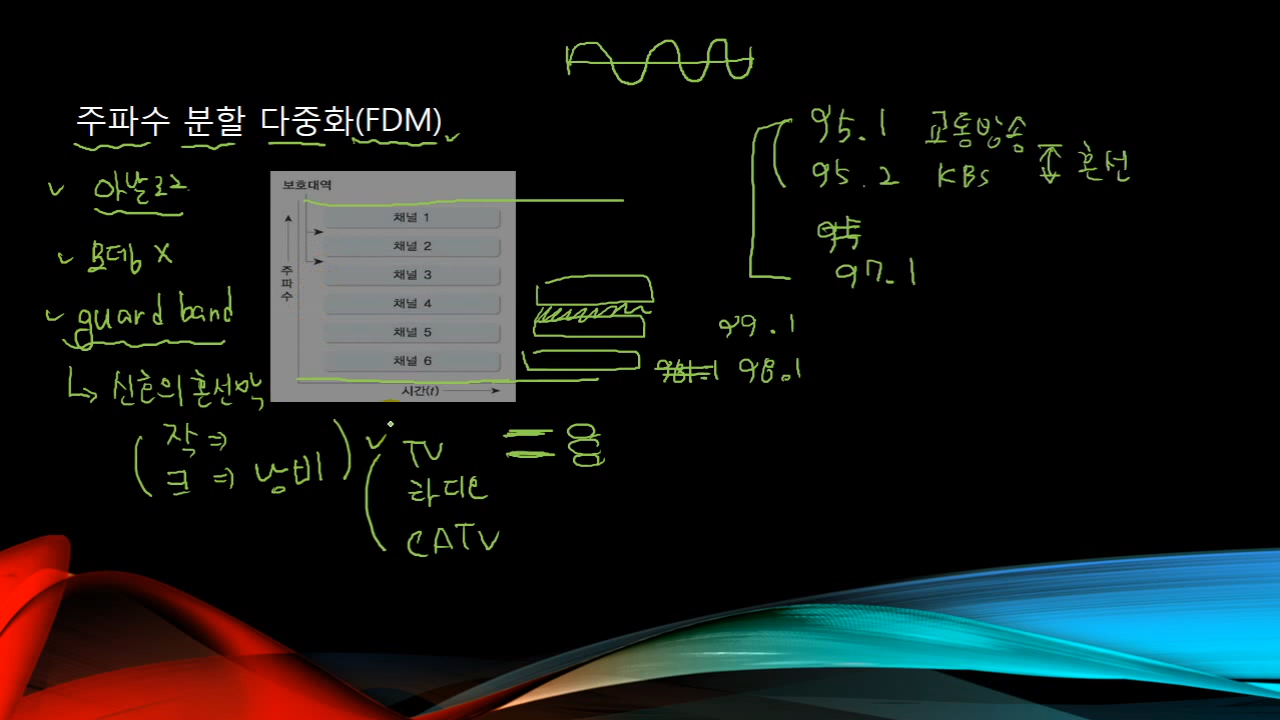 주파수 분할 다중화(FDM)
아날로그
모뎀 X
guard band
신호의 혼선막
작 ⇒
크 ⇒ 낭비
보호대역
채널 1
채널 2
채널 3
채널 4
채널 5
채널 6
주파수
시간(t)
TV
라디오
CATV
95.1 교통방송
95.2 KBS
혼선
97.1
99.1
98.1